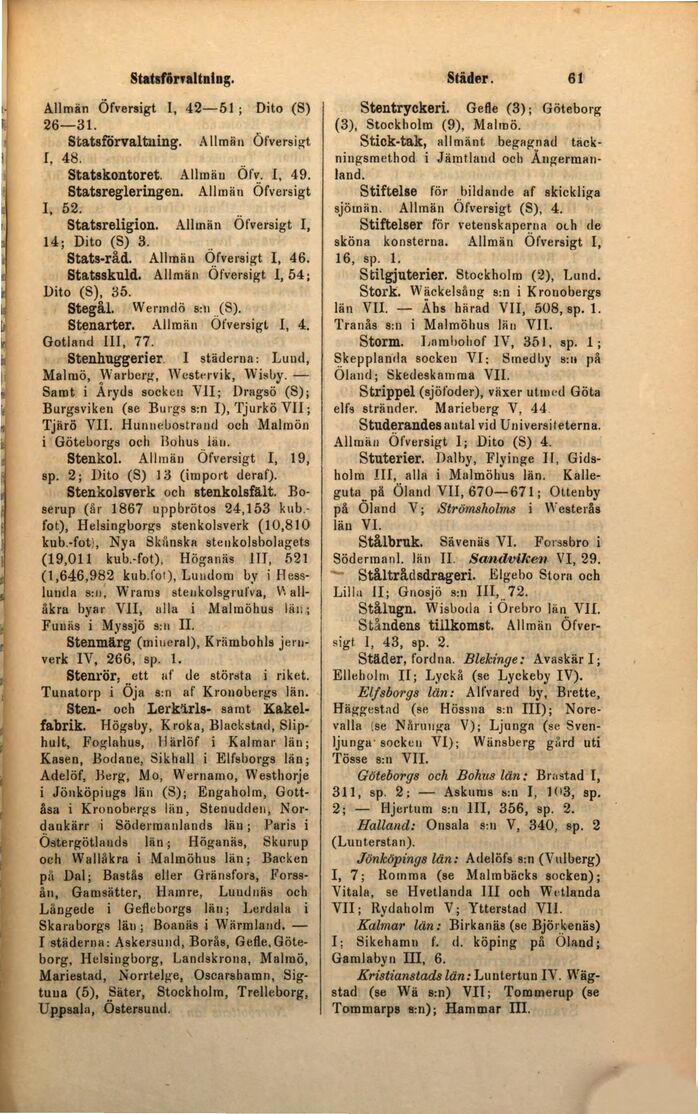 Statsförvaltning.
Städer. 61
Allmän Öfversigt I, 42—51; Dito (S)
26—31.
Statsförvaltning. Allmän Öfversigt
I, 48.
Statskontoret. Allmän Öfv. I, 49.
Statsregleringen. Allmän Öfversigt
I, 52.
Statsreligion. Allmän Öfversigt I,
14; Dito (S) 3.
Stats-råd. Allmän Öfversigt I, 46.
Statsskuld. Allmän Öfversigt I, 54;
Dito (S), 35.
Stegål. Wermdö s:n (S).
Stenarter. Allmän Öfversigt I, 4.
Gotland III, 77.
Stenhuggerier. I städerna: Lund,
Malmö, Warberg, Westervik, Wisby. —
Samt i Åryds socken VII; Dragsö (S);
Burgsviken (se Burgs s:n I), Tjurkö VII;
Tjärö VII. Hunnebostrand och Malmön
i Göteborgs och Bohus län.
Stenkol. Allmän Öfversigt I, 19,
sp. 2; Dito (S) 13 (import deraf).
Stenkolsverk och stenkolsfält. Bo-
serup (år 1867 uppbrötos 24,153 kub.-
fot), Helsingborgs stenkolsverk (10,810
kub.-fot), Nya Skånska stenkolsbolagets
(19,011 kub.-fot), Höganäs III, 521
(1,646,982 kub.fot), Lundom by i Hess-
lunda s:n, Wrams stenkolsgrufva, Wall-
åkra byar VII, alla i Malmöhus län;
Funäs i Myssjö s:n II.
Stenmärg (mineral), Krämbohls jern-
verk IV, 266, sp. 1.
Stenrör, ett af de största i riket.
Tunatorp i Öja s:n af Kronobergs län.
Sten- och Lerkärls- samt Kakel-
fabrik. Högsby, Kroka, Blackstad, Slip-
hult, Foglahus, Härlöf i Kalmar län;
Kasen, Bodane, Sikhall i Elfsborgs län;
Adelöf, Berg, Mo, Wernamo, Westhorje
i Jönköpings län (S); Engaholm, Gott-
åsa i Kronobergs län, Stenudden, Nor-
dankärr i Södermanlands län; Paris i
Östergötlands län; Höganäs, Skurup
och Wallåkra i Malmöhus län; Backen
på Dal; Bastås eller Gränsfors, Forss-
ån, Gamsätter, Hamre, Lundnäs och
Långede i Gefleborgs län; Lerdala i
Skaraborgs län; Boanäs i Wärmland. —
I städerna: Askersund, Borås, Gefle, Göte-
borg, Helsingborg, Landskrona, Malmö,
Mariestad, Norrtelge, Oscarshamn, Sig-
tuna (5), Säter, Stockholm, Trelleborg,
Uppsala, Östersund.
Stentryckeri. Gefle (3); Göteborg
(3), Stockholm (9), Malmö.
Stick-tak, allmänt begagnad täck-
ningsmethod i Jämtland och Ångerman-
land.
Stiftelse för bildande af skickliga
sjömän. Allmän Öfversigt (S), 4.
Stiftelser för vetenskaperna och de
sköna konsterna. Allmän Öfversigt I,
16, sp. 1.
Stilgjuterier. Stockholm (2), Lund.
Stork. Wäckelsång s:n i Kronobergs
län VII. — Åhs härad VII, 508, sp. 1.
Tranås s:n i Malmöhus län VII.
Storm. Lambohof IV, 351, sp. 1;
Skepplanda socken VI; Smedby s:n på
Öland; Skedeskamma VII.
Strippel (sjöfoder), växer utmed Göta
elfs stränder. Marieberg V, 44
Studerandes antal vid Universiteterna.
Allmän Öfversigt I; Dito (S) 4.
Stuterier. Dalby, Flyinge II, Gids-
holm III, alla i Malmöhus län. Kalle-
guta på Öland VII, 670—671; Ottenby
på Öland V; Strömsholms i Westerås
län VI.
Stålbruk. Säfvenäs VI. Forssbro i
Södermanl. län II. Sandviken VI, 29.
Ståltrådsdrageri. Elgebo Stora och
Lilla II; Gnosjö s:n III, 72.
Stålugn. Wisboda i Örebro län VII.
Ståndens tillkomst. Allmän Öfver-
sigt I, 43, sp. 2.
Städer, fordna. Blekinge: Avaskär I;
Elleholm II; Lyckå (se Lyckeby IV).
Elfsborgs län: Alfvared by, Brette,
Häggestad (se Hössna s:n III); Nore-
valla (se Nårunga V); Ljunga (se Sven-
ljunga socken VI); Wänsberg gård uti
Tösse s:n VII.
Göteborgs och Bohus län: Brastad I,
311, sp. 2; — Askums s:n I, 103, sp.
2; — Hjertum s:n III, 356, sp. 2.
Halland: Onsala s:n V, 340, sp. 2
(Lunterstan).
Jönköpings län: Adelöfs s:n (Vulberg)
I, 7; Romma (se Malmbäcks socken);
Vitala, se Hvetlanda III och Wetlanda
VII; Rydaholm V; Ytterstad VII.
Kalmar län: Birkanäs (se Björkenäs)
I; Sikehamn f. d. köping på Öland;
Gamlabyn III, 6.
Kristianstads län: Luntertun IV. Wäg-
stad (se Wä s:n) VII; Tommerup (se
Tommarps s:n); Hammar III.